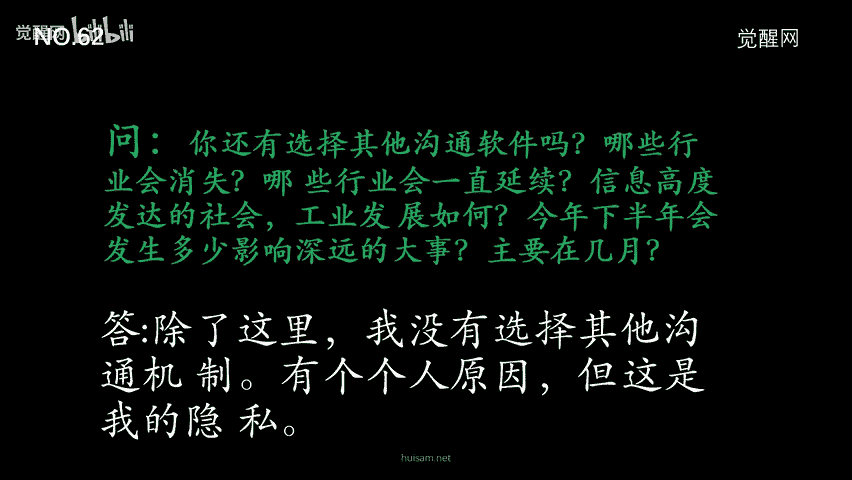 觉醒网 bilibili
NO.62
觉醒网
问：你还有选择其他沟通软件吗？哪些行
业会消失？哪 些行业会一直延续？信息高度
发达的社会，工业发 展如何？今年下半年会
发生多少影响深远的大事？主要在几月？
答:除了这里，我没有选择其他沟
通机 制。有个个人原因，但这是
我的隐 私。
huisam.net